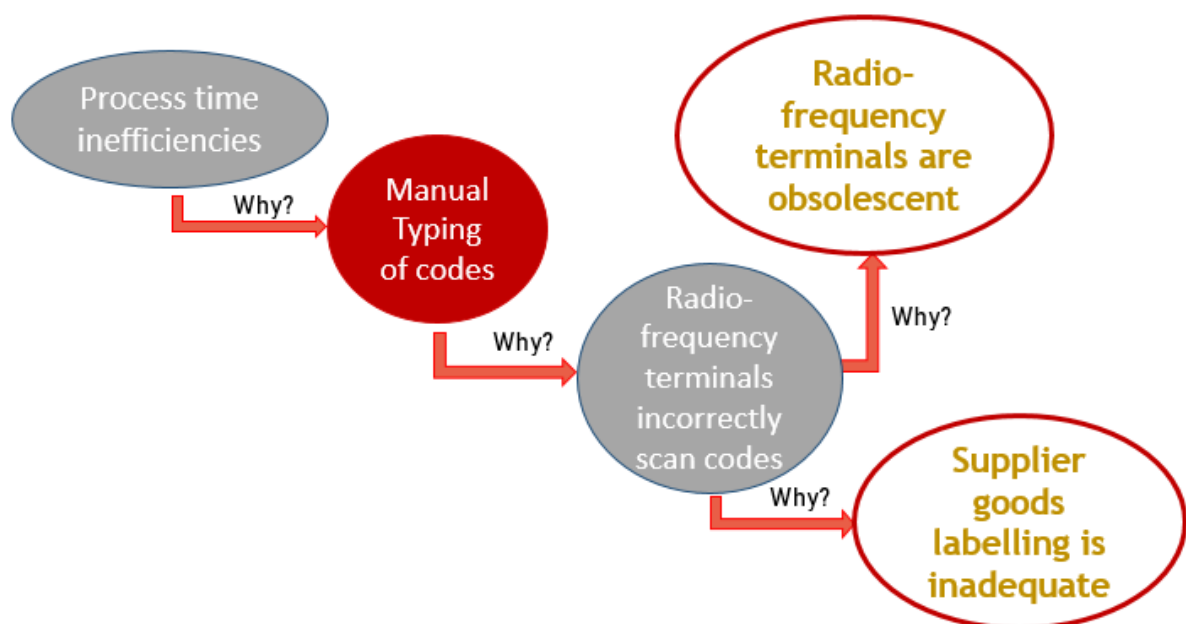 Process time
inefficiencies
Why?
Manual
Typing
of codes
Why?
Radio-
frequency
terminals
incorrectly
scan codes
Why?
Radio-
frequency
terminals are
obsolescent
Why?
Supplier
goods
labelling is
inadequate